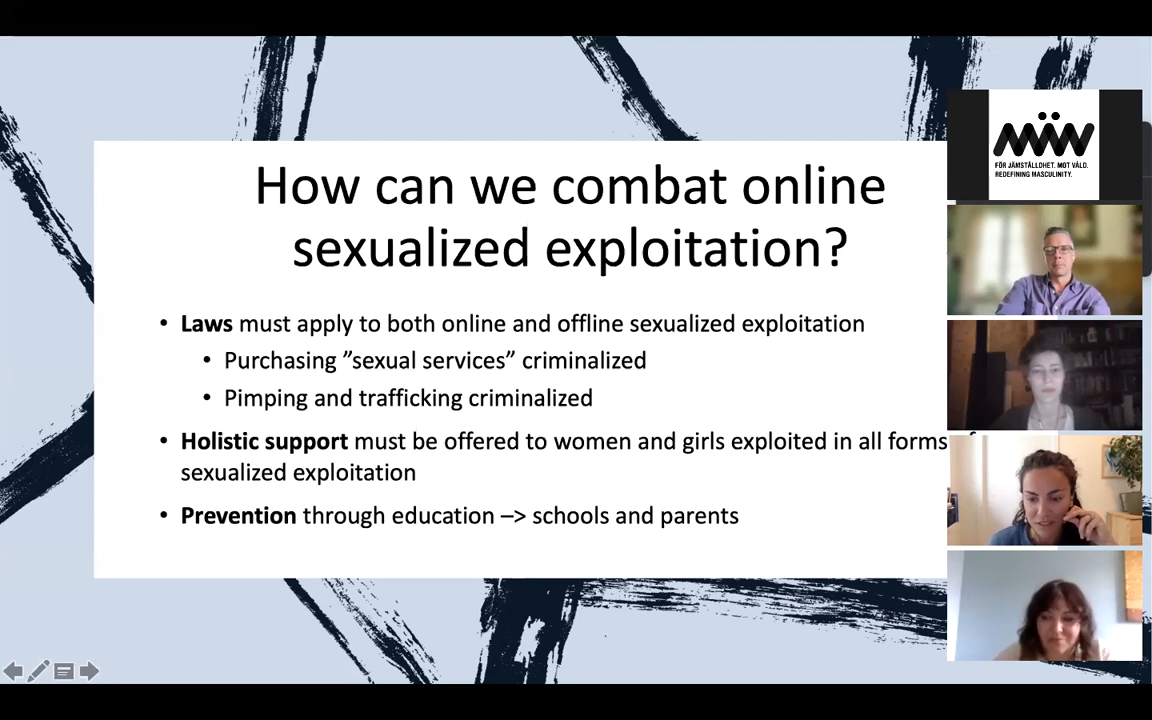 How can we combat online
sexualized exploitation?
• Laws must apply to both online and offline sexualized exploitation
• Purchasing ”sexual services” criminalized
• Pimping and trafficking criminalized
• Holistic support must be offered to women and girls exploited in all forms
sexualized exploitation
• Prevention through education –> schools and parents
MÄN
FÖR JÄMSTÄLLDHET. MOT VÅLD.
REDEFINING MASCULINITY.